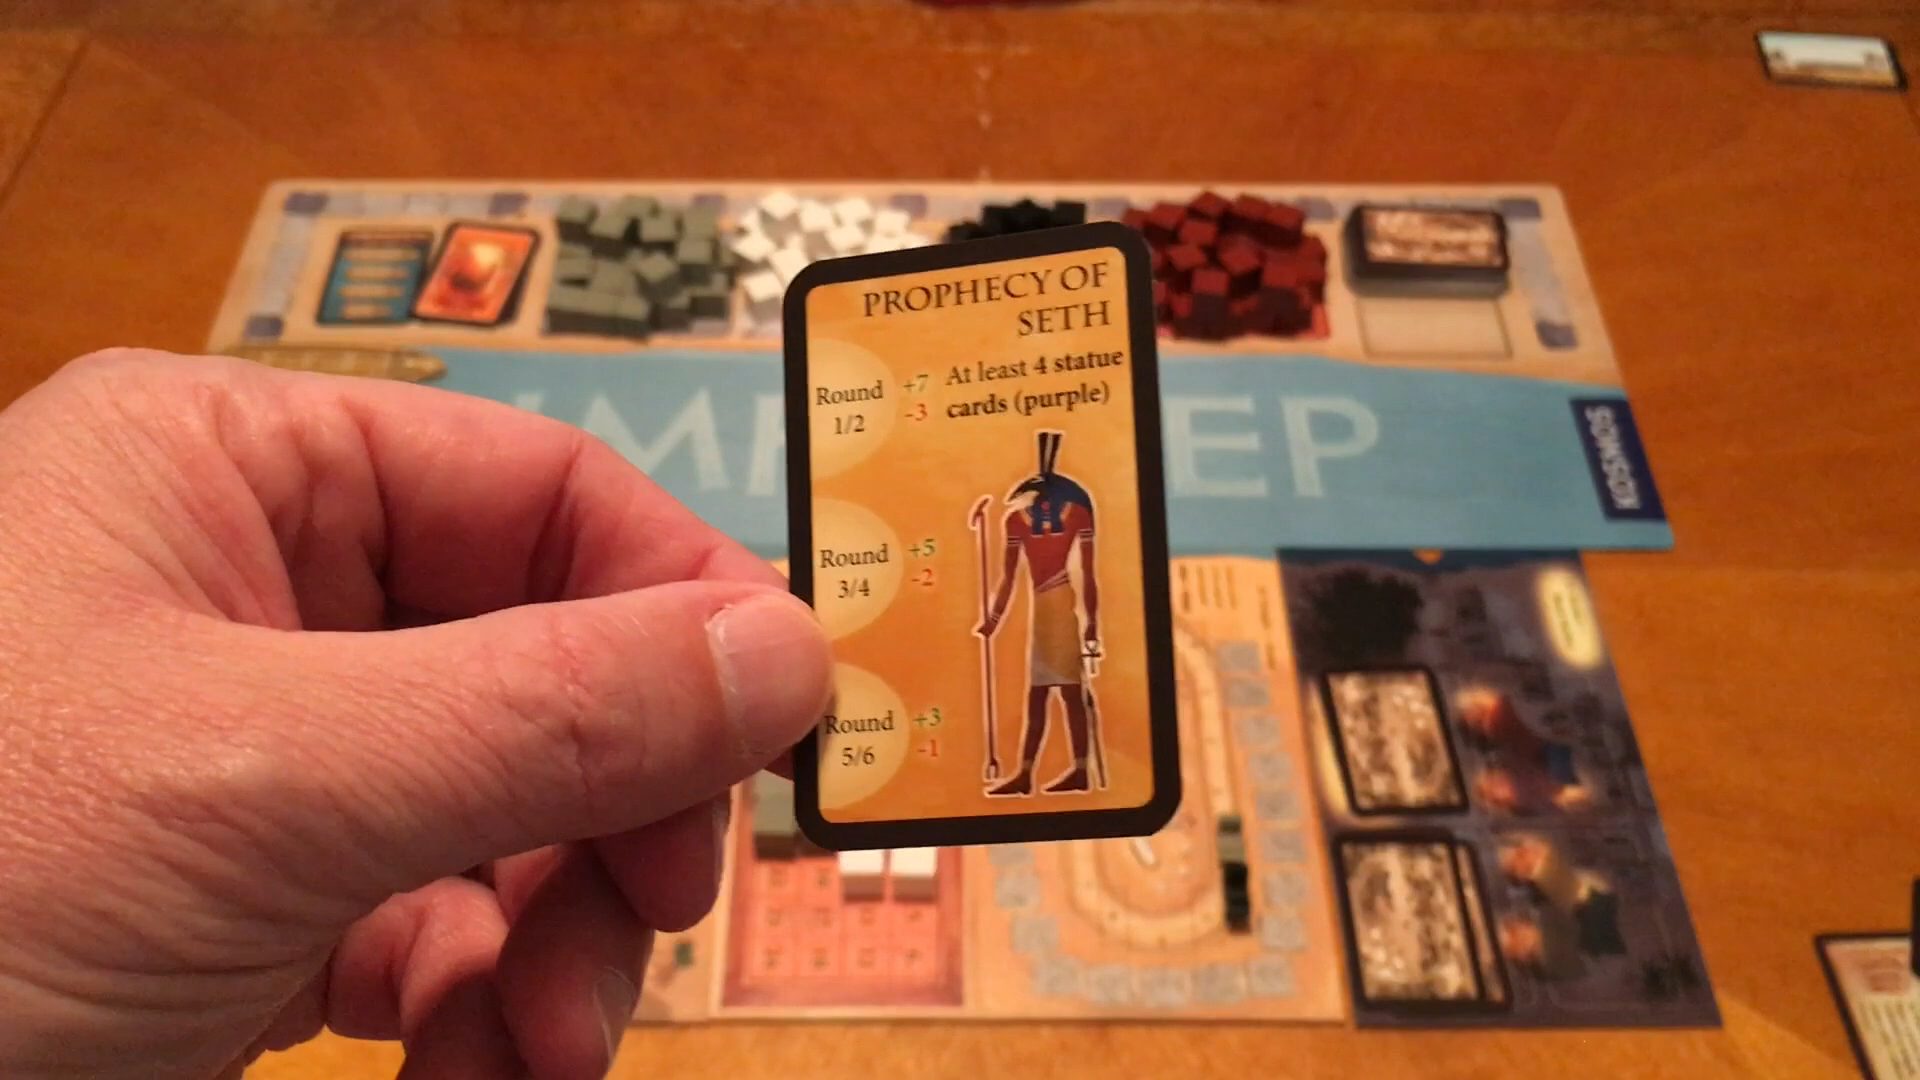 PROPHECY OF
SETH
At least 4 statue
cards (purple)
Round
1/2
+7
-3
Round
3/4
+5
-2
Round
5/6
+3
-1
EP
KOSMOS